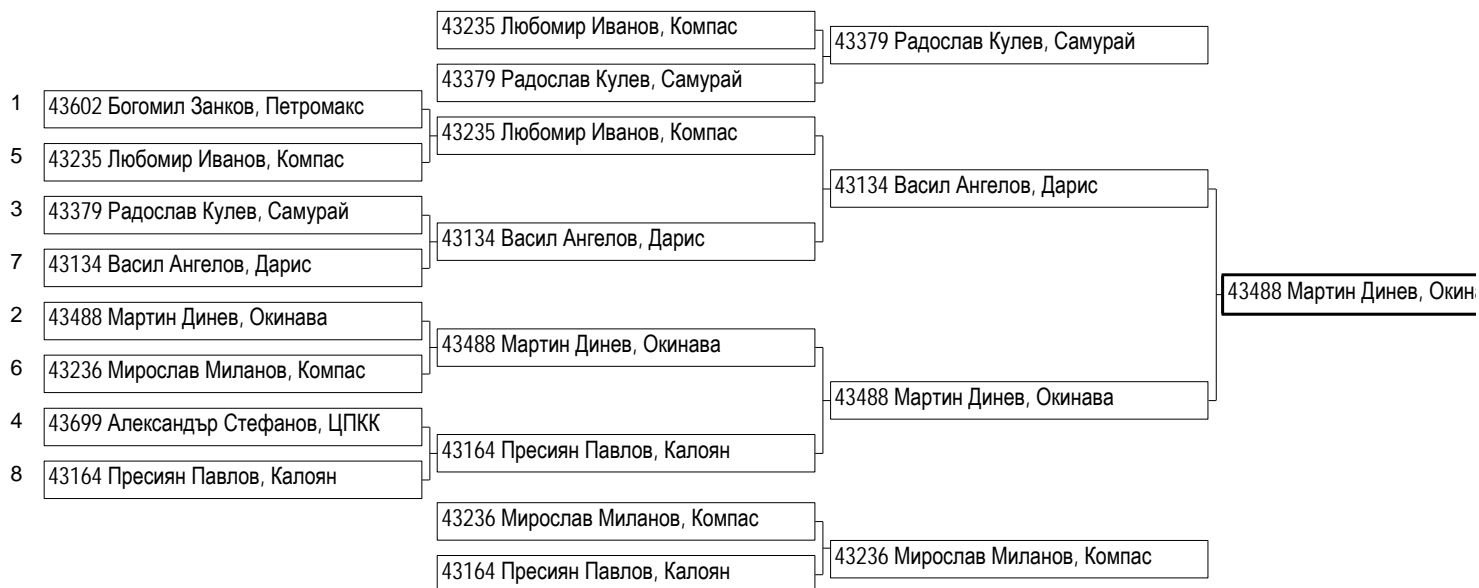 43235 Любомир Иванов, Компас
43379 Радослав Кулев, Самурай
43379 Радослав Кулев, Самурай
1 43602 Богомил Занков, Петромакс
43235 Любомир Иванов, Компас
5 43235 Любомир Иванов, Компас
43134 Васил Ангелов, Дарис
3 43379 Радослав Кулев, Самурай
43134 Васил Ангелов, Дарис
7 43134 Васил Ангелов, Дарис
43488 Мартин Динев,
2 43488 Мартин Динев, Окинава
43488 Мартин Динев, Окинава
6 43236 Мирослав Миланов, Компас
43488 Мартин Динев, Окинава
4 43699 Александър Стефанов, ЦПКК
43164 Пресиян Павлов, Калоян
8 43164 Пресиян Павлов, Калоян
43236 Мирослав Миланов, Компас
43236 Мирослав Миланов, Компас
43164 Пресиян Павлов, Калоян